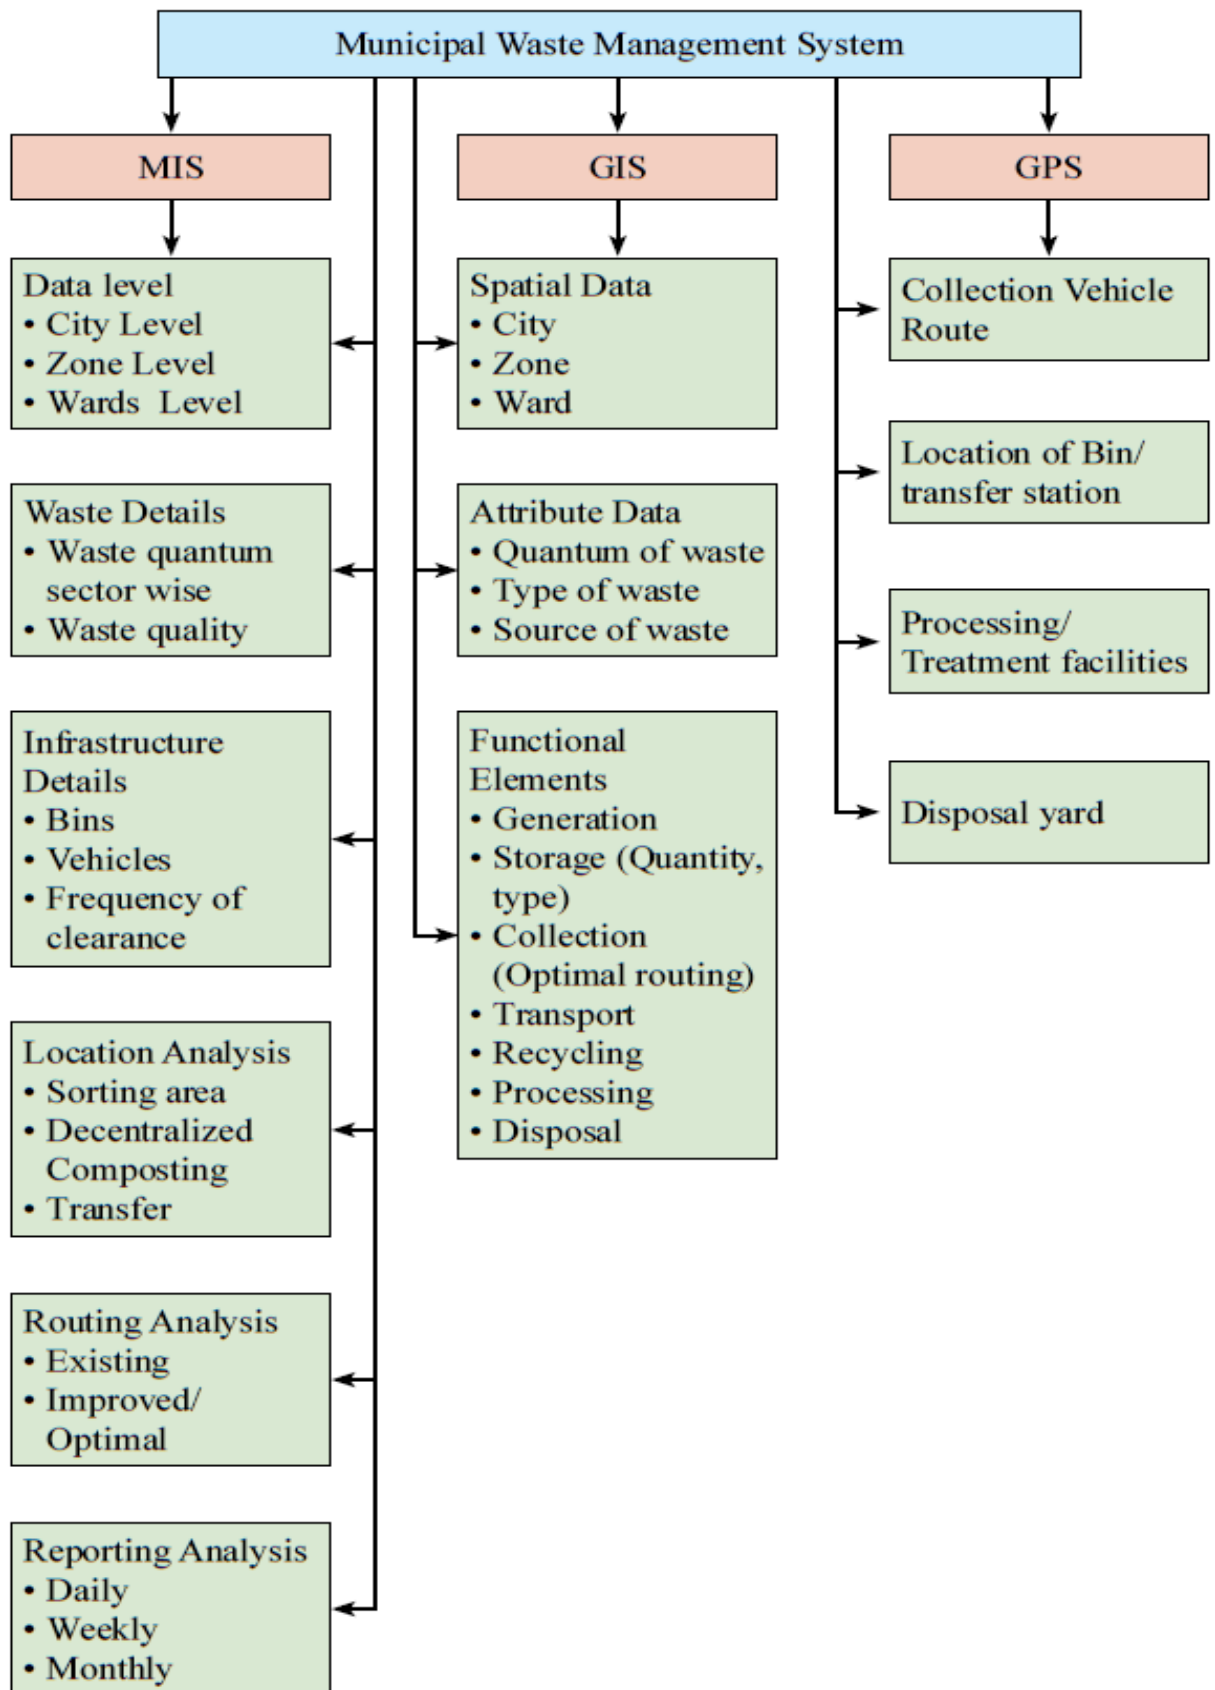 Municipal Waste Management System
MIS
Data level
• City Level
• Zone Level
• Wards Level
Waste Details
• Waste quantum
sector wise
• Waste quality
Infrastructure
Details
• Bins
• Vehicles
• Frequency of
clearance
Location Analysis
• Sorting area
• Decentralized
Composting
• Transfer
Routing Analysis
• Existing
• Improved/
Optimal
Reporting Analysis
• Daily
• Weekly
• Monthly
GIS
Spatial Data
• City
• Zone
• Ward
Attribute Data
• Quantum of waste
• Type of waste
• Source of waste
Functional
Elements
• Generation
• Storage (Quantity,
type)
• Collection
(Optimal routing)
• Transport
• Recycling
• Processing
• Disposal
GPS
Collection Vehicle
Route
Location of Bin/
transfer station
Processing/
Treatment facilities
Disposal yard